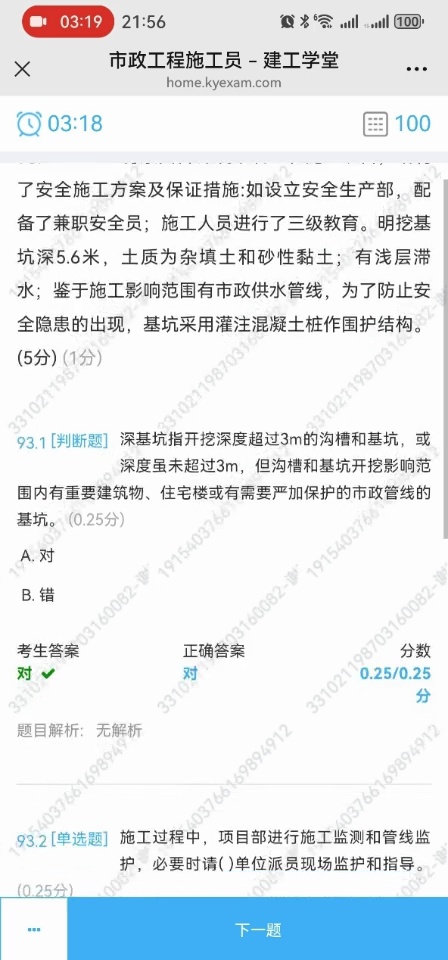 03:19 21:56 6 100
市政工程施工员 – 建工学堂
home.kyexam.com
03:18 100
了安全施工方案及保证措施:如设立安全生产部，配
备了兼职安全员；施工人员进行了三级教育。明挖基
坑深5.6米，土质为杂填土和砂性黏土；有浅层滞
水；鉴于施工影响范围有市政供水管线，为了防止安
全隐患的出现，基坑采用灌注混凝土桩作围护结构。
(5分) (1分)
93.1 [判断题] 深基坑指开挖深度超过3m的沟槽和基坑，或
深度虽未超过3m，但沟槽和基坑开挖影响范
围内有重要建筑物、住宅楼或有需要严加保护的市政管线的
基坑。(0.25分)
A. 对
B. 错
考生答案 正确答案 分数
对 对 0.25/0.25
分
题目解析： 无解析
93.2 [单选题] 施工过程中，项目部进行施工监测和管线监
护，必要时请( )单位派员现场监护和指导。
(0.25分)
下一题